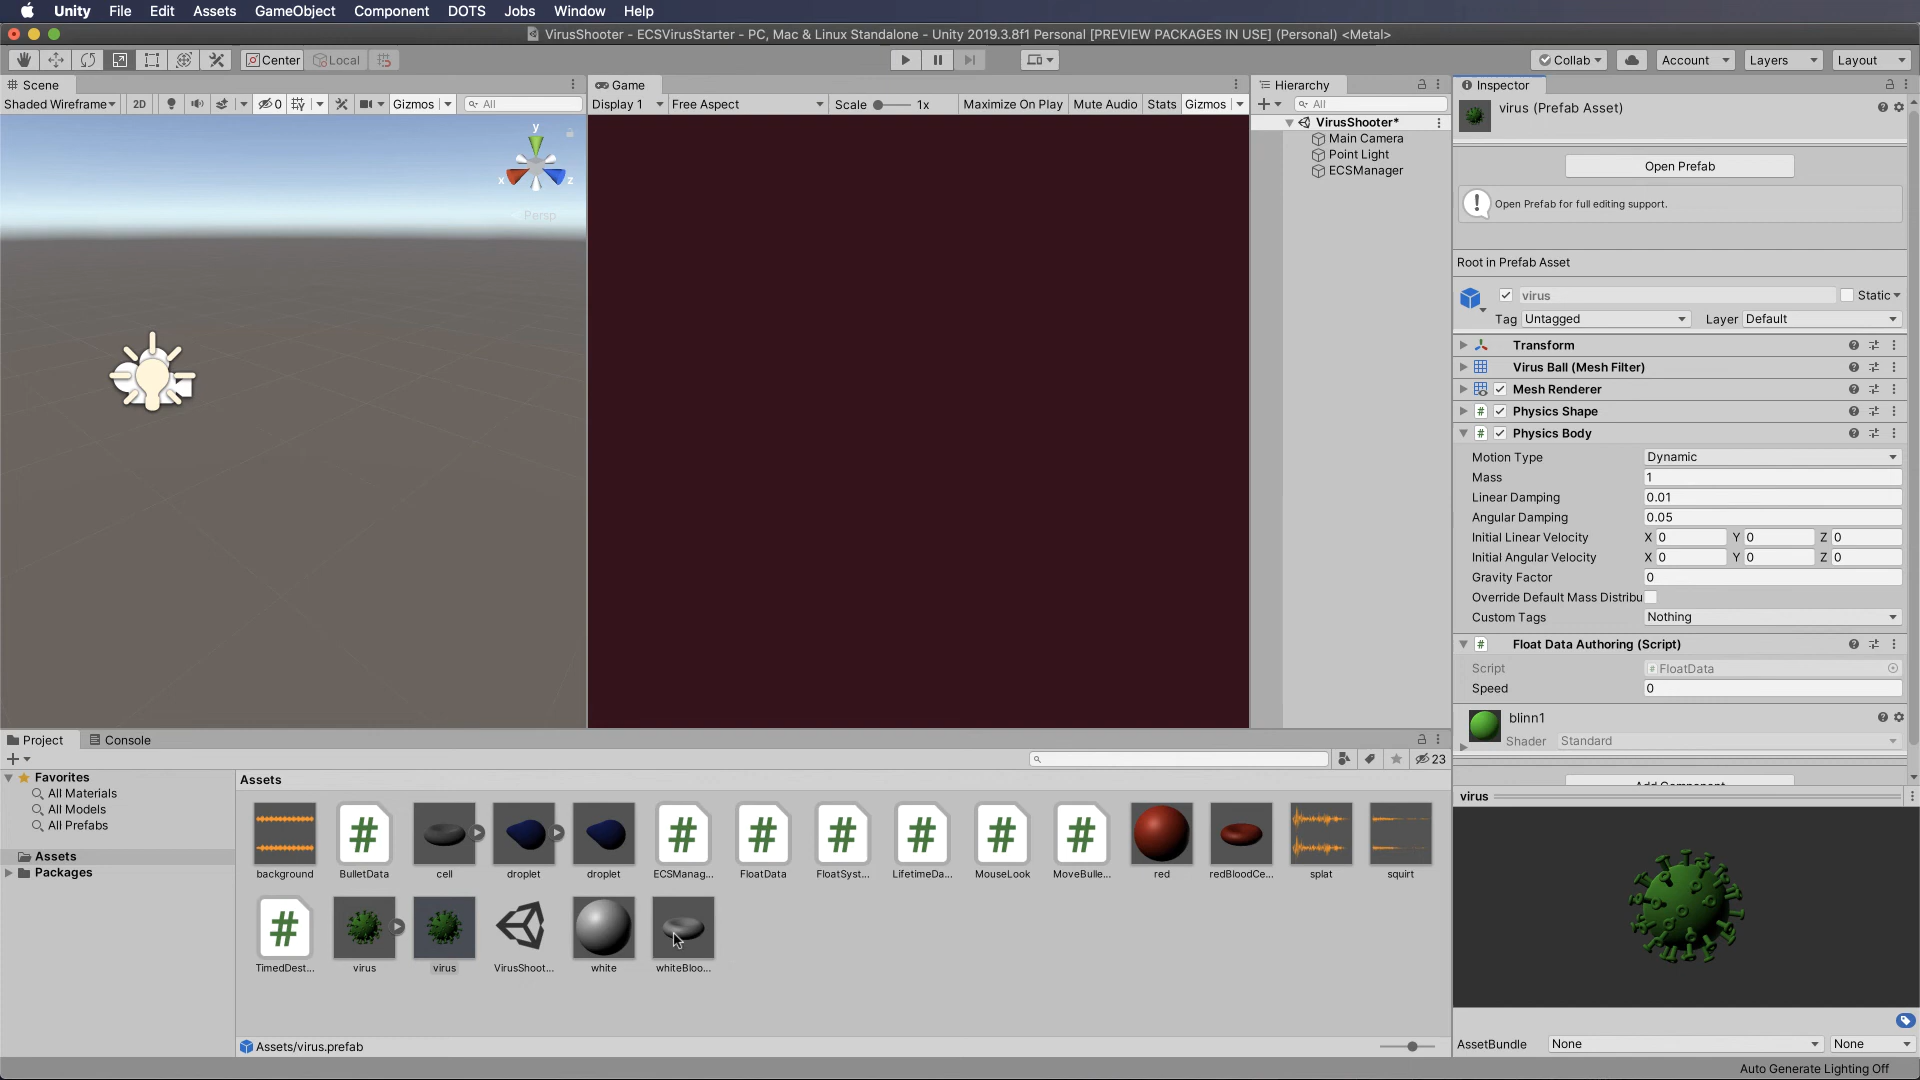 Unity File Edit Assets GameObject Component DOTS Jobs Window Help
VirusShooter - ECSVirusStarter - PC, Mac & Linux Standalone - Unity 2019.3.8f1 Personal [PREVIEW PACKAGES IN USE] (Personal) <Metal>
Center Local Collab Account Layers Layout
Scene
Shaded Wireframe 2D 0 Gizmos All
y
x z
Persp
Game
Display 1 Free Aspect Scale 1x Maximize On Play Mute Audio Stats Gizmos
Hierarchy
All
VirusShooter*
Main Camera
Point Light
ECSManager
Inspector
virus (Prefab Asset)
Open Prefab
Open Prefab for full editing support.
Root in Prefab Asset
virus Static
Tag Untagged Layer Default
Transform
Virus Ball (Mesh Filter)
Mesh Renderer
# Physics Shape
# Physics Body
Motion Type Dynamic
Mass 1
Linear Damping 0.01
Angular Damping 0.05
Initial Linear Velocity X 0 Y 0 Z 0
Initial Angular Velocity X 0 Y 0 Z 0
Gravity Factor 0
Override Default Mass Distribu
Custom Tags Nothing
# Float Data Authoring (Script)
Script # FloatData
Speed 0
blinn1
Shader Standard
Add Component
virus
AssetBundle None None
Auto Generate Lighting Off
Project Console
23
Favorites
All Materials
All Models
All Prefabs
Assets
Packages
Assets
background BulletData cell droplet droplet ECSManag... FloatData FloatSyst... LifetimeDa... MouseLook MoveBulle... red redBloodCe... splat squirt
TimedDest... virus virus VirusShoot... white whiteBloo...
Assets/virus.prefab